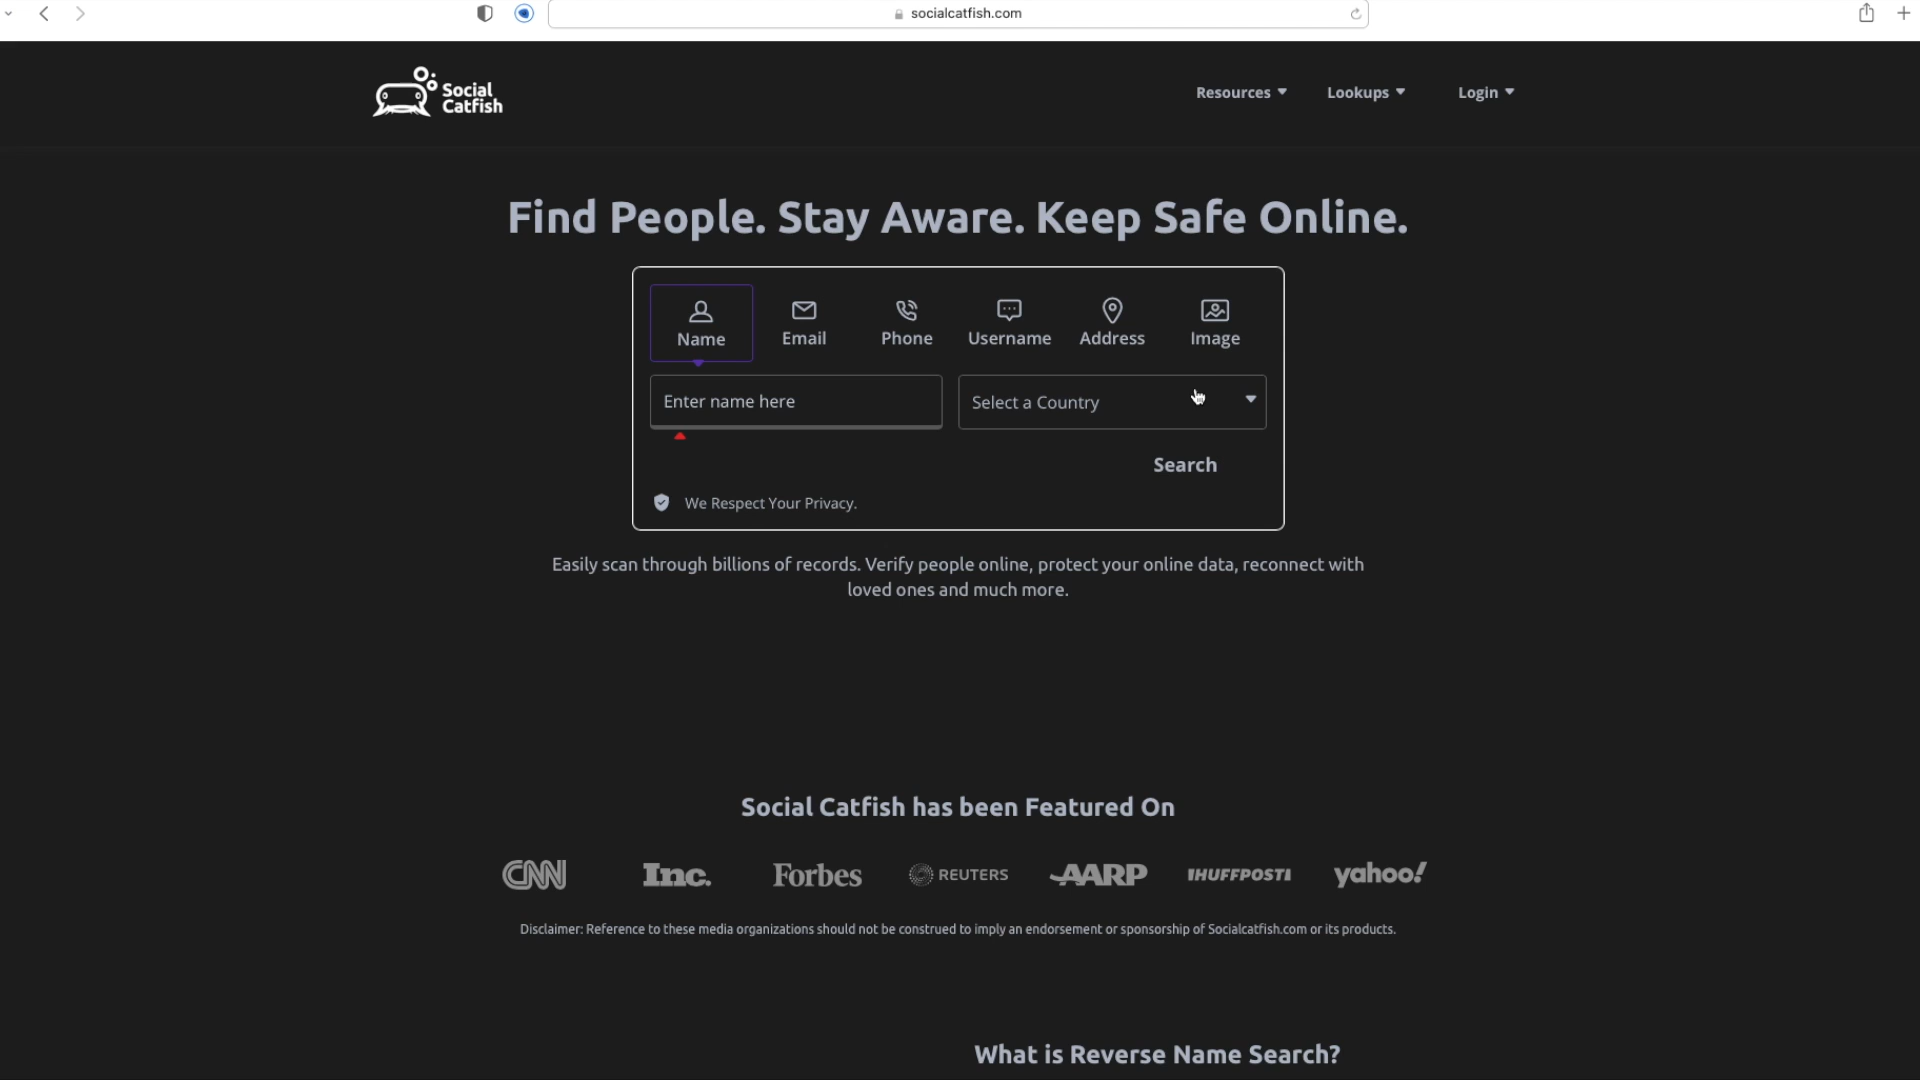 socialcatfish.com
Social
Catfish
Resources
Lookups
Login
Find People. Stay Aware. Keep Safe Online.
Name
Email
Phone
Username
Address
Image
Enter name here
Select a Country
Search
We Respect Your Privacy.
Easily scan through billions of records. Verify people online, protect your online data, reconnect with
loved ones and much more.
Social Catfish has been Featured On
CNN
Inc.
Forbes
REUTERS
AARP
IHUFFPOSTI
yahoo!
Disclaimer: Reference to these media organizations should not be construed to imply an endorsement or sponsorship of Socialcatfish.com or its products.
What is Reverse Name Search?